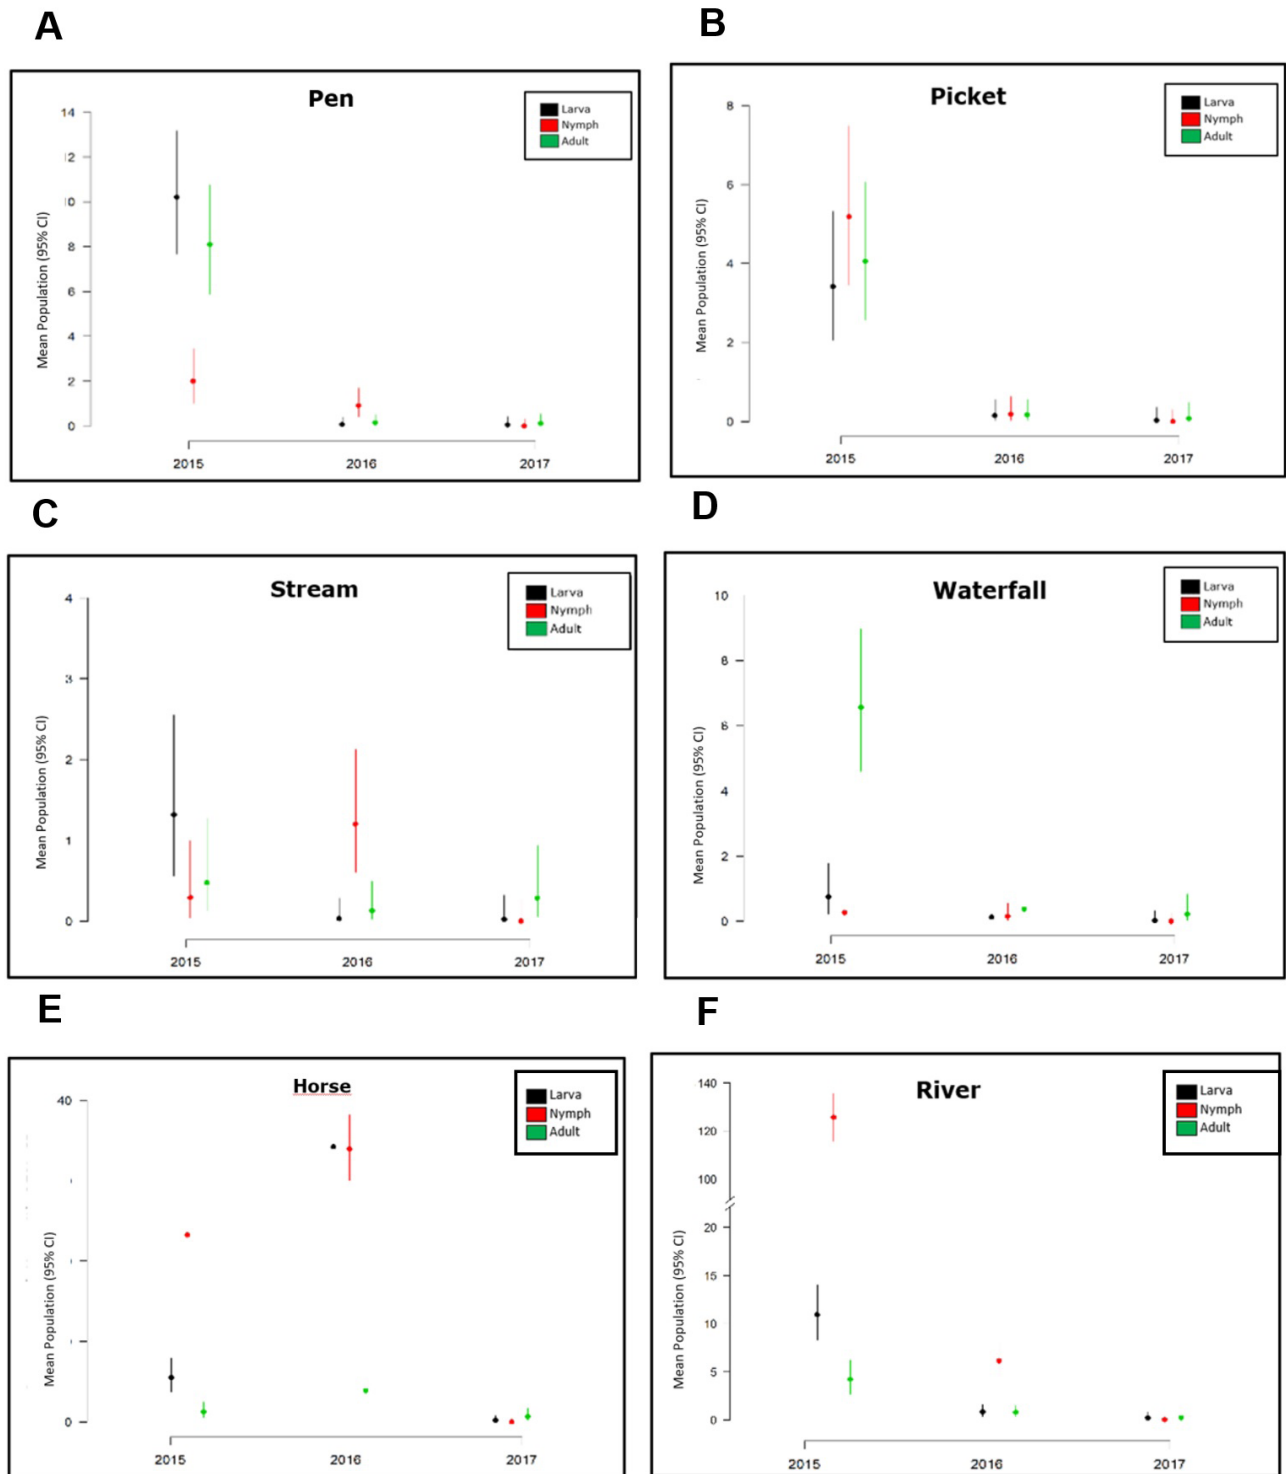 A
Pen
Larva
Nymph
Adult
Mean Population (95% CI)
14
12
10
8
6
4
2
0
2015 2016 2017
B
Picket
Larva
Nymph
Adult
Mean Population (95% CI)
8
6
4
2
0
2015 2016 2017
C
Stream
Larva
Nymph
Adult
Mean Population (95% CI)
4
3
2
1
0
2015 2016 2017
D
Waterfall
Larva
Nymph
Adult
Mean Population (95% CI)
10
8
6
4
2
0
2015 2016 2017
E
Horse
Larva
Nymph
Adult
Mean Population (95% CI)
40
0
2015 2016 2017
F
River
Larva
Nymph
Adult
Mean Population (95% CI)
140
120
100
20
15
10
5
0
2015 2016 2017